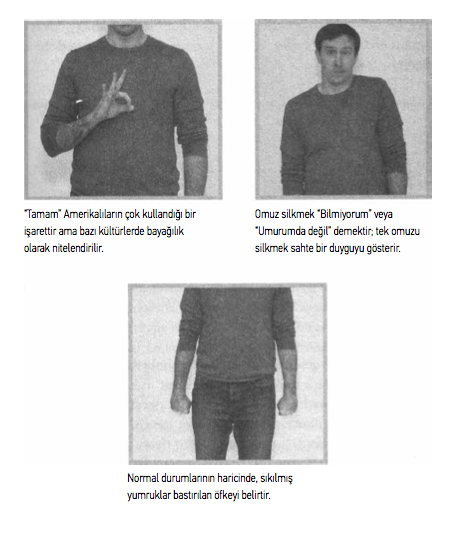 "Tamam" Amerikalıların çok kullandığı bir
işarettir ama bazı kültürlerde bayağılık
olarak nitelendirilir.
Omuz silkmek "Bilmiyorum" veya
"Umurumda değil" demektir; tek omuzu
silkmek sahte bir duyguyu gösterir.
Normal durumlarının haricinde, sıkılmış
yumruklar bastırılan öfkeyi belirtir.